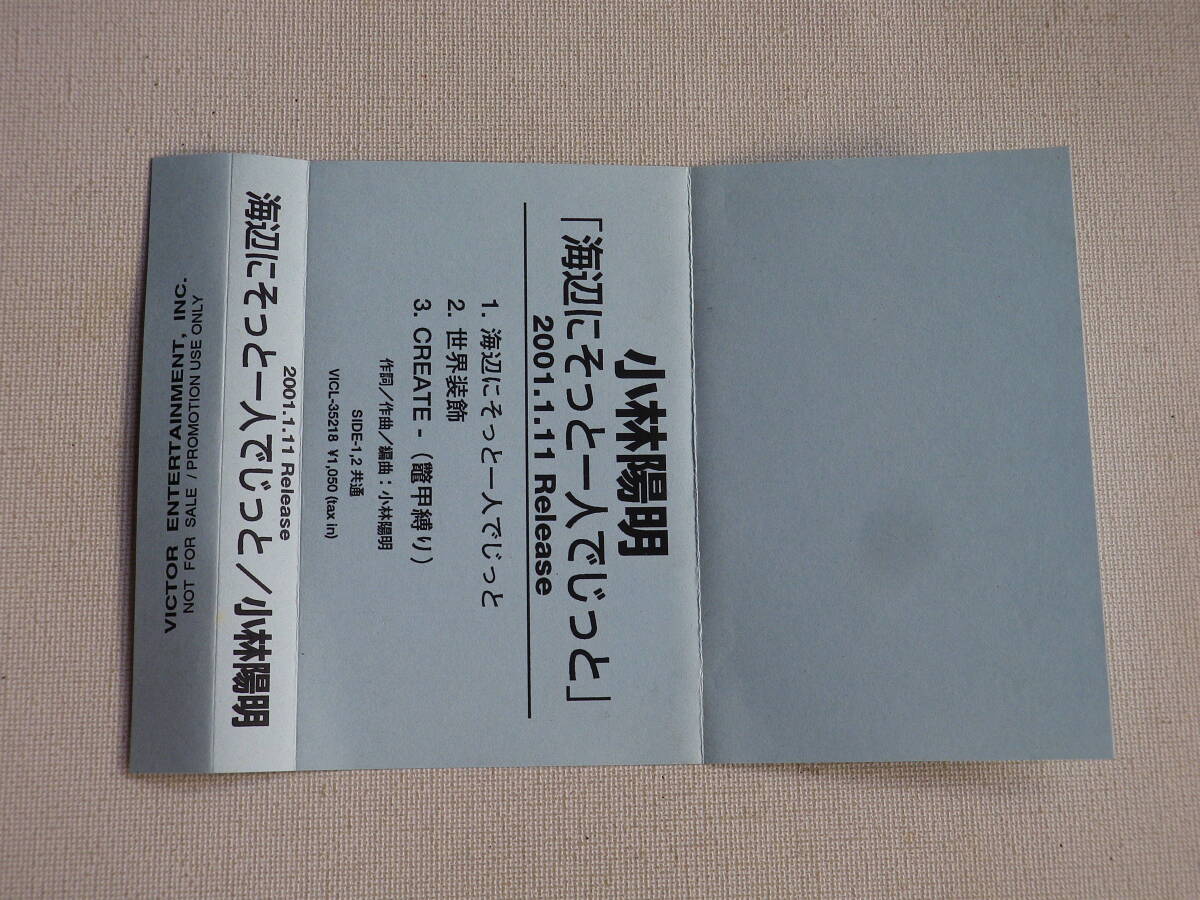 小林陽明
「海辺にそっと一人でじっと」
2001.1.11 Release
1. 海辺にそっと一人でじっと
2. 世界装飾
3. CREATE -（鼈甲縛り）
作詞／作曲／編曲：小林陽明
SIDE-1,2 共通
VICL-35218 ¥1,050 (tax in)
2001.1.11 Release
海辺にそっと一人でじっと／小林陽明
VICTOR ENTERTAINMENT, INC.
NOT FOR SALE / PROMOTION USE ONLY